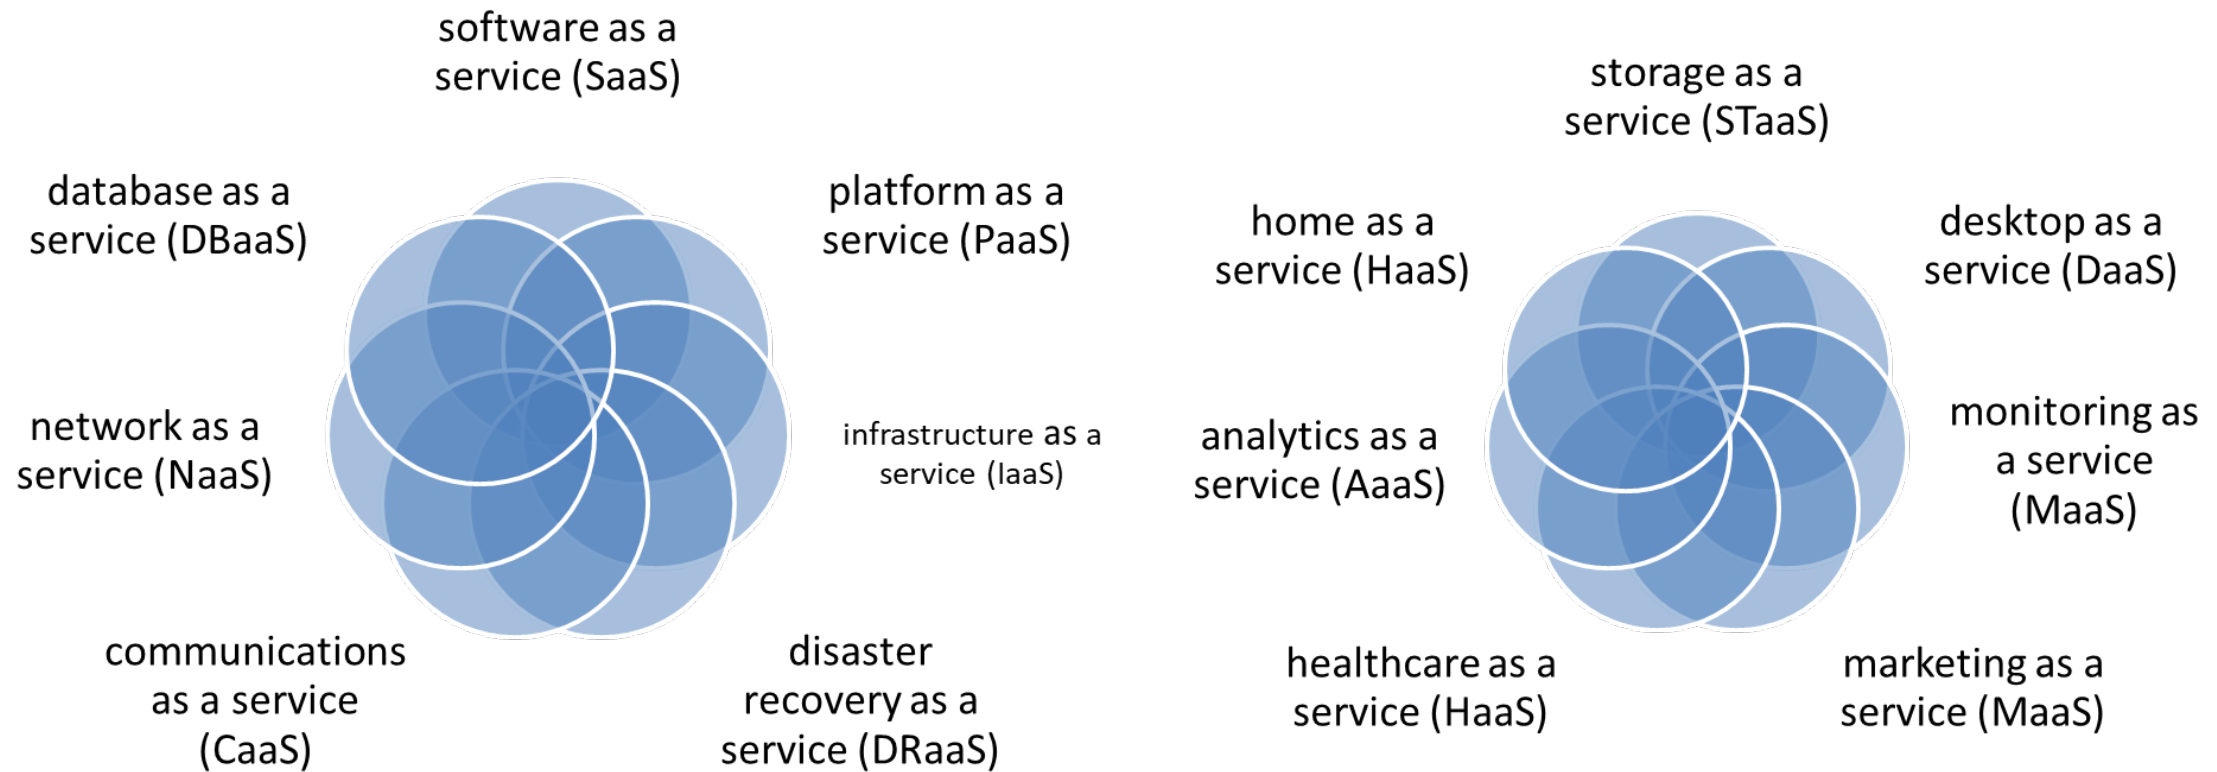 software as a
service (SaaS)
platform as a
service (PaaS)
infrastructure as a
service (IaaS)
disaster
recovery as a
service (DRaaS)
communications
as a service
(CaaS)
network as a
service (NaaS)
database as a
service (DBaaS)
storage as a
service (STaaS)
desktop as a
service (DaaS)
monitoring as
a service
(MaaS)
marketing as a
service (MaaS)
healthcare as a
service (HaaS)
analytics as a
service (AaaS)
home as a
service (HaaS)